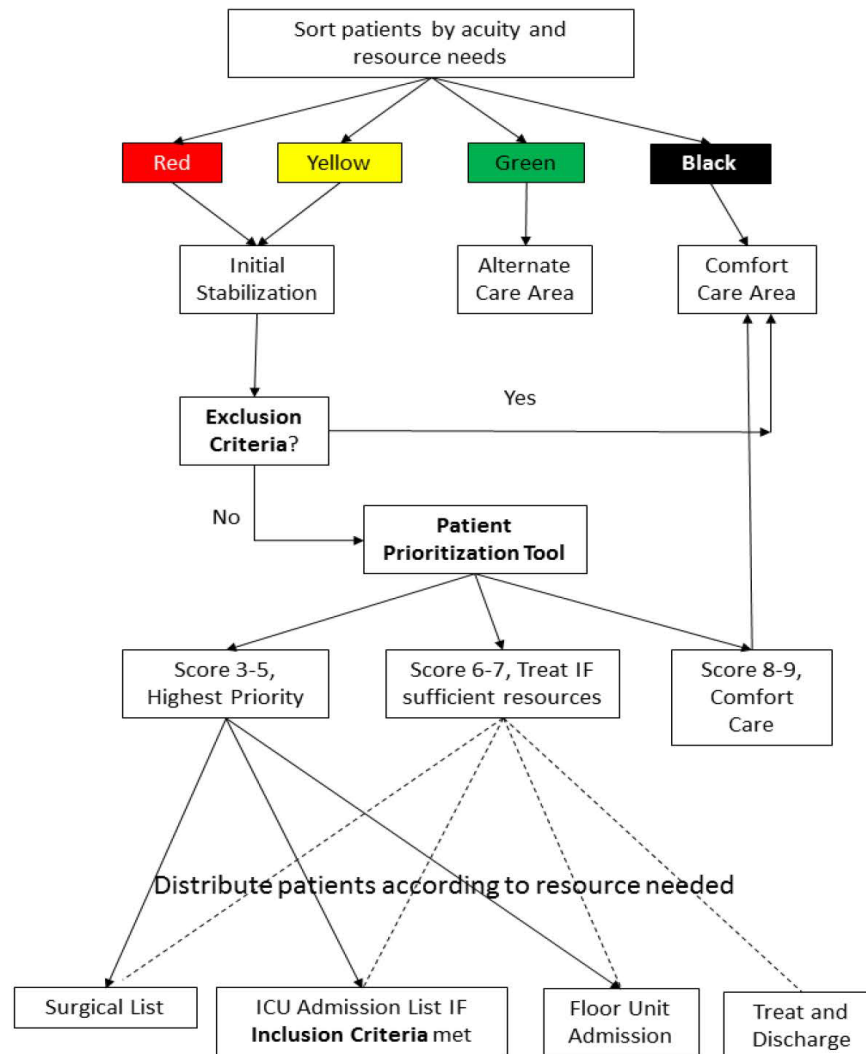 Sort patients by acuity and
resource needs
Red
Yellow
Green
Black
Initial
Stabilization
Alternate
Care Area
Comfort
Care Area
Exclusion
Criteria?
Yes
No
Patient
Prioritization Tool
Score 3-5,
Highest Priority
Score 6-7, Treat IF
sufficient resources
Score 8-9,
Comfort
Care
Distribute patients according to resource needed
Surgical List
ICU Admission List IF
Inclusion Criteria met
Floor Unit
Admission
Treat and
Discharge